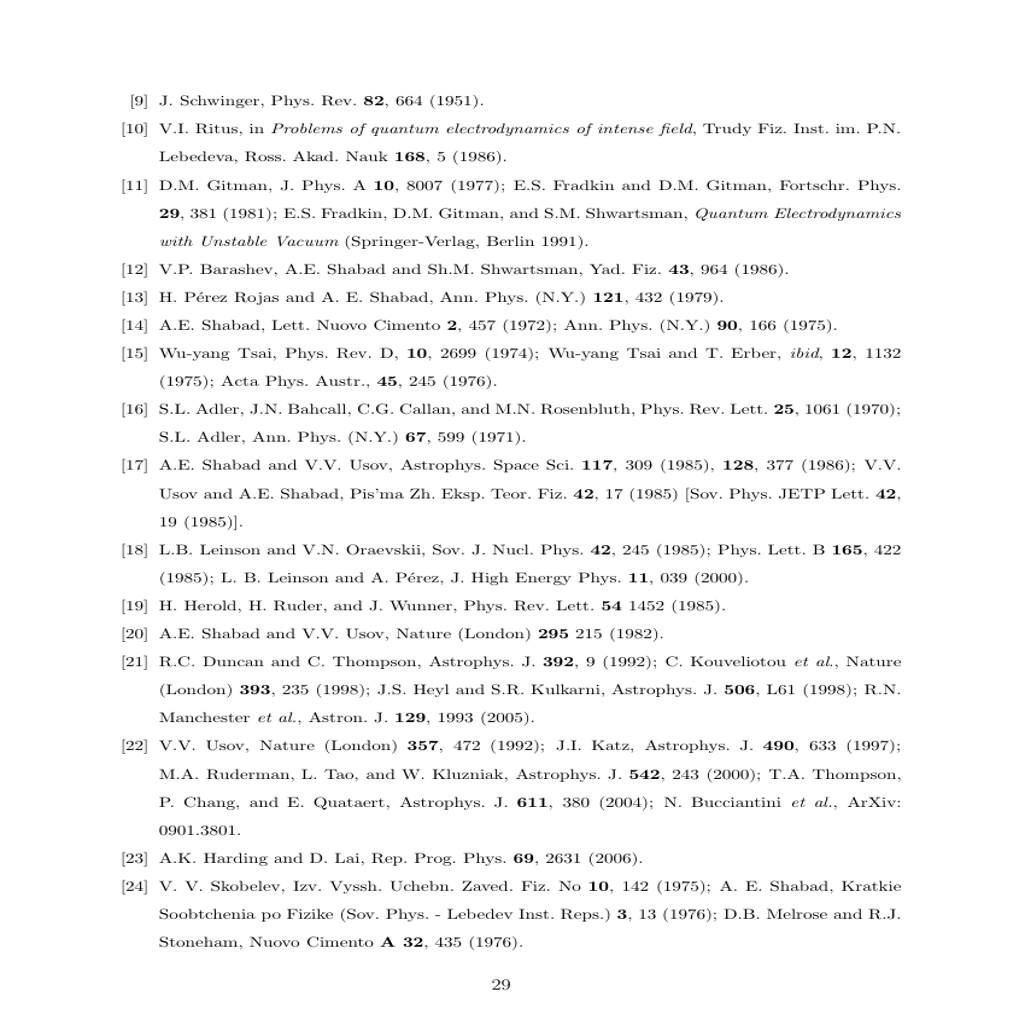 [9] J. Schwinger, Phys. Rev. 82, 664 (1951).
[10] V.I. Ritus, in Problems of quantum electrodynamics of intense field, Trudy Fiz. Inst. im. P.N.
Lebedeva, Ross. Akad. Nauk 168, 5 (1986).
[11] D.M. Gitman, J. Phys. A 10, 8007 (1977); E.S. Fradkin and D.M. Gitman, Fortschr. Phys.
29, 381 (1981); E.S. Fradkin, D.M. Gitman, and S.M. Shwartsman, Quantum Electrodynamics
with Unstable Vacuum (Springer-Verlag, Berlin 1991).
[12] V.P. Barashev, A.E. Shabad and Sh.M. Shwartsman, Yad. Fiz. 43, 964 (1986).
[13] H. Pérez Rojas and A. E. Shabad, Ann. Phys. (N.Y.) 121, 432 (1979).
[14] A.E. Shabad, Lett. Nuovo Cimento 2, 457 (1972); Ann. Phys. (N.Y.) 90, 166 (1975).
[15] Wu-yang Tsai, Phys. Rev. D, 10, 2699 (1974); Wu-yang Tsai and T. Erber, ibid, 12, 1132
(1975); Acta Phys. Austr., 45, 245 (1976).
[16] S.L. Adler, J.N. Bahcall, C.G. Callan, and M.N. Rosenbluth, Phys. Rev. Lett. 25, 1061 (1970);
S.L. Adler, Ann. Phys. (N.Y.) 67, 599 (1971).
[17] A.E. Shabad and V.V. Usov, Astrophys. Space Sci. 117, 309 (1985), 128, 377 (1986); V.V.
Usov and A.E. Shabad, Pis'ma Zh. Eksp. Teor. Fiz. 42, 17 (1985) [Sov. Phys. JETP Lett. 42,
19 (1985)].
[18] L.B. Leinson and V.N. Oraevskii, Sov. J. Nucl. Phys. 42, 245 (1985); Phys. Lett. B 165, 422
(1985); L. B. Leinson and A. Pérez, J. High Energy Phys. 11, 039 (2000).
[19] H. Herold, H. Ruder, and J. Wunner, Phys. Rev. Lett. 54 1452 (1985).
[20] A.E. Shabad and V.V. Usov, Nature (London) 295 215 (1982).
[21] R.C. Duncan and C. Thompson, Astrophys. J. 392, 9 (1992); C. Kouveliotou et al., Nature
(London) 393, 235 (1998); J.S. Heyl and S.R. Kulkarni, Astrophys. J. 506, L61 (1998); R.N.
Manchester et al., Astron. J. 129, 1993 (2005).
[22] V.V. Usov, Nature (London) 357, 472 (1992); J.I. Katz, Astrophys. J. 490, 633 (1997);
M.A. Ruderman, L. Tao, and W. Kluzniak, Astrophys. J. 542, 243 (2000); T.A. Thompson,
P. Chang, and E. Quataert, Astrophys. J. 611, 380 (2004); N. Bucciantini et al., ArXiv:
0901.3801.
[23] A.K. Harding and D. Lai, Rep. Prog. Phys. 69, 2631 (2006).
[24] V. V. Skobelev, Izv. Vyssh. Uchebn. Zaved. Fiz. No 10, 142 (1975); A. E. Shabad, Kratkie
Soobtchenia po Fizike (Sov. Phys. - Lebedev Inst. Reps.) 3, 13 (1976); D.B. Melrose and R.J.
Stoneham, Nuovo Cimento A 32, 435 (1976).
29